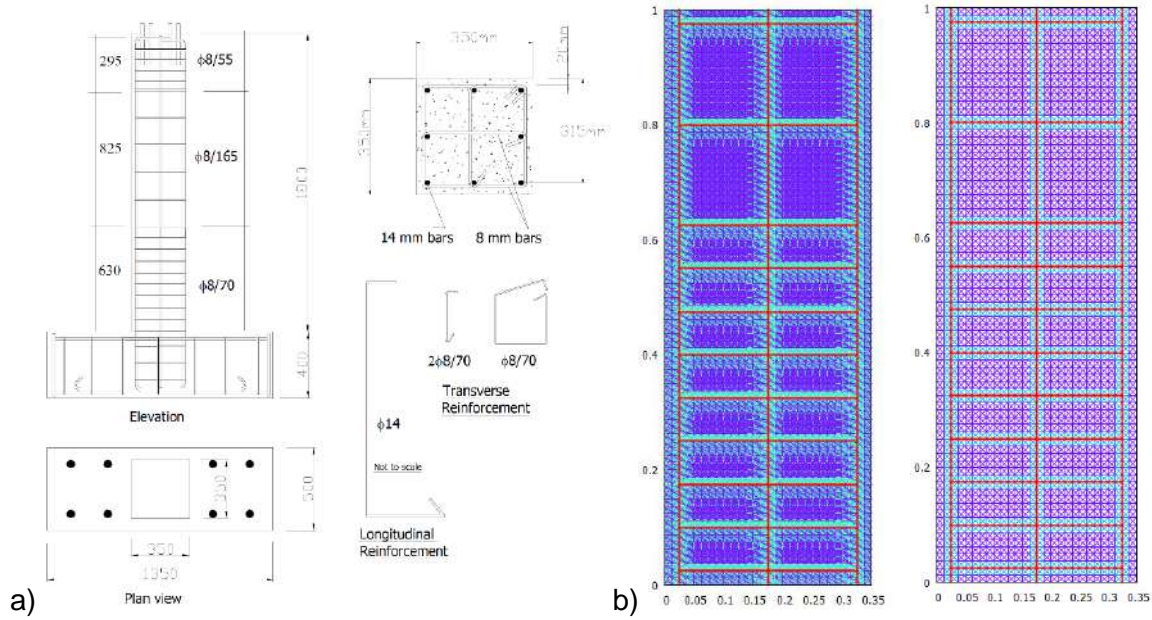 295
φ8/55
825
φ8/165
1800
630
φ8/70
400
Elevation
350
500
350
1350
Plan view
a)
350mm
350mm
315mm
14 mm bars
8 mm bars
2φ8/70
φ8/70
Transverse
Reinforcement
φ14
Not to scale
Longitudinal
Reinforcement
b)
1
0.8
0.6
0.4
0.2
0
0 0.05 0.1 0.15 0.2 0.25 0.3 0.35
1
0.8
0.6
0.4
0.2
0
0 0.05 0.1 0.15 0.2 0.25 0.3 0.35